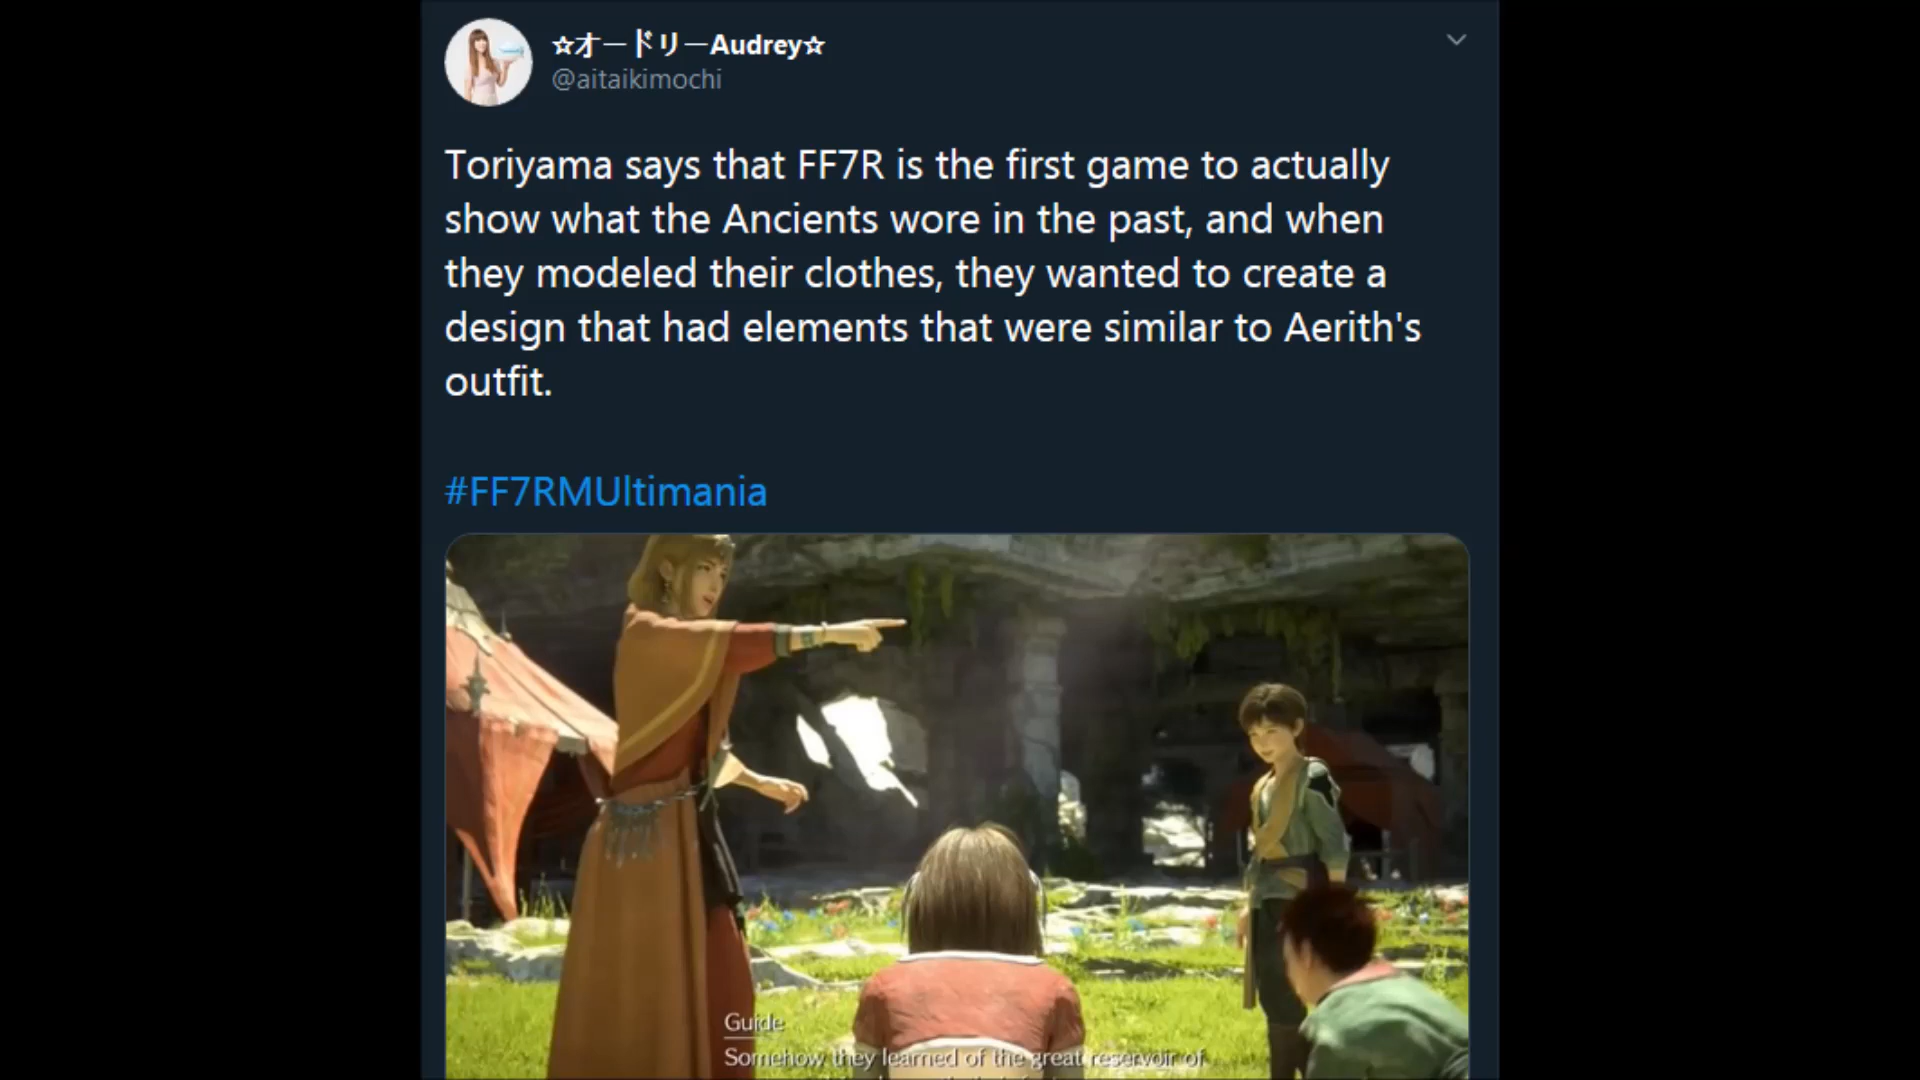 ☆オードリーAudrey☆
@aitaikimochi
Toriyama says that FF7R is the first game to actually
show what the Ancients wore in the past, and when
they modeled their clothes, they wanted to create a
design that had elements that were similar to Aerith's
outfit.
#FF7RMUltimania
Guide
Somehow they learned of the great reservoir of